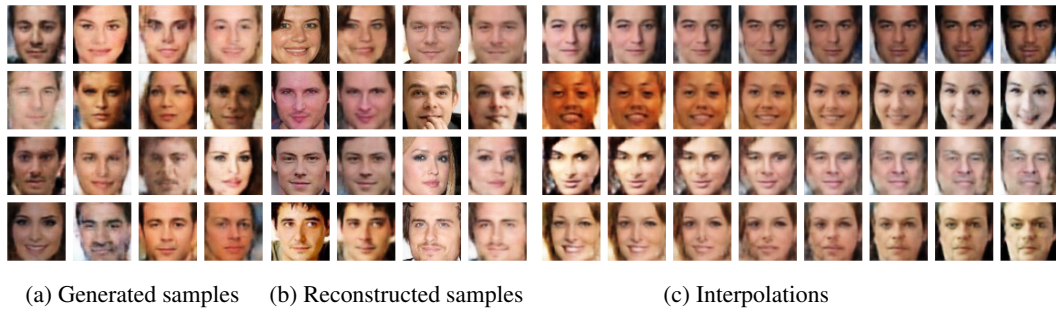 (a) Generated samples
(b) Reconstructed samples
(c) Interpolations